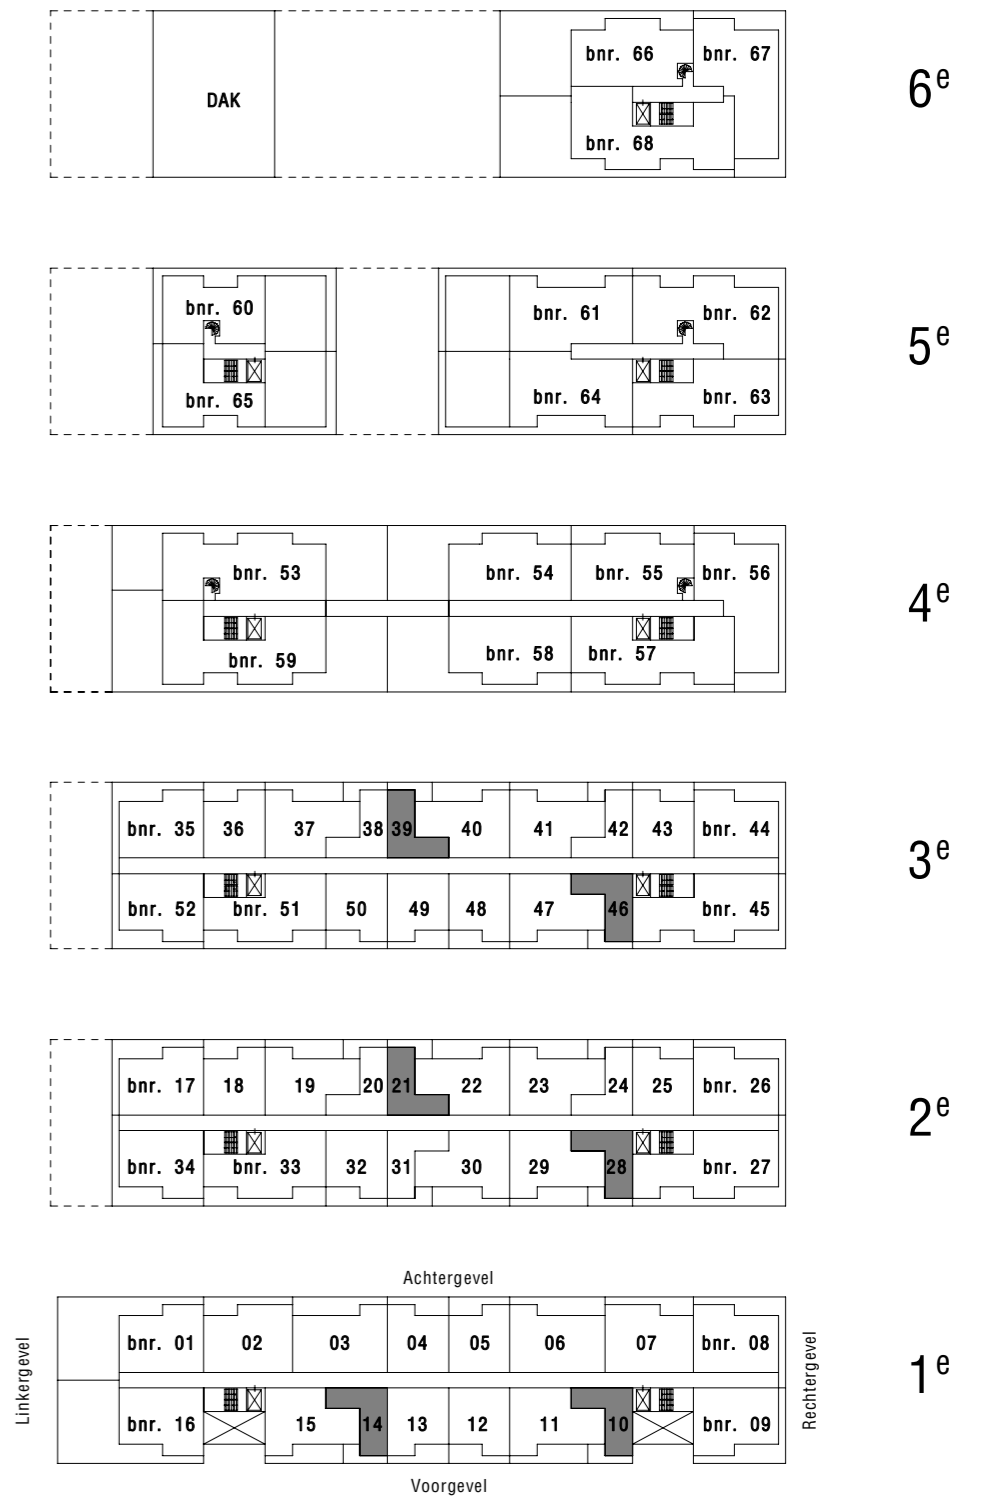 bnr. 66 bnr. 67
DAK
6e
bnr. 68
bnr. 60 bnr. 61 bnr. 62
5e
bnr. 65 bnr. 64 bnr. 63
bnr. 53 bnr. 54 bnr. 55 bnr. 56
4e
bnr. 59 bnr. 58 bnr. 57
bnr. 35 36 37 38 39 40 41 42 43 bnr. 44
3e
bnr. 52 bnr. 51 50 49 48 47 46 bnr. 45
bnr. 17 18 19 20 21 22 23 24 25 bnr. 26
2e
bnr. 34 bnr. 33 32 31 30 29 28 bnr. 27
Achtergevel
bnr. 01 02 03 04 05 06 07 bnr. 08
Linkergevel
Rechtergevel
1e
bnr. 16 15 14 13 12 11 10 bnr. 09
Voorgevel